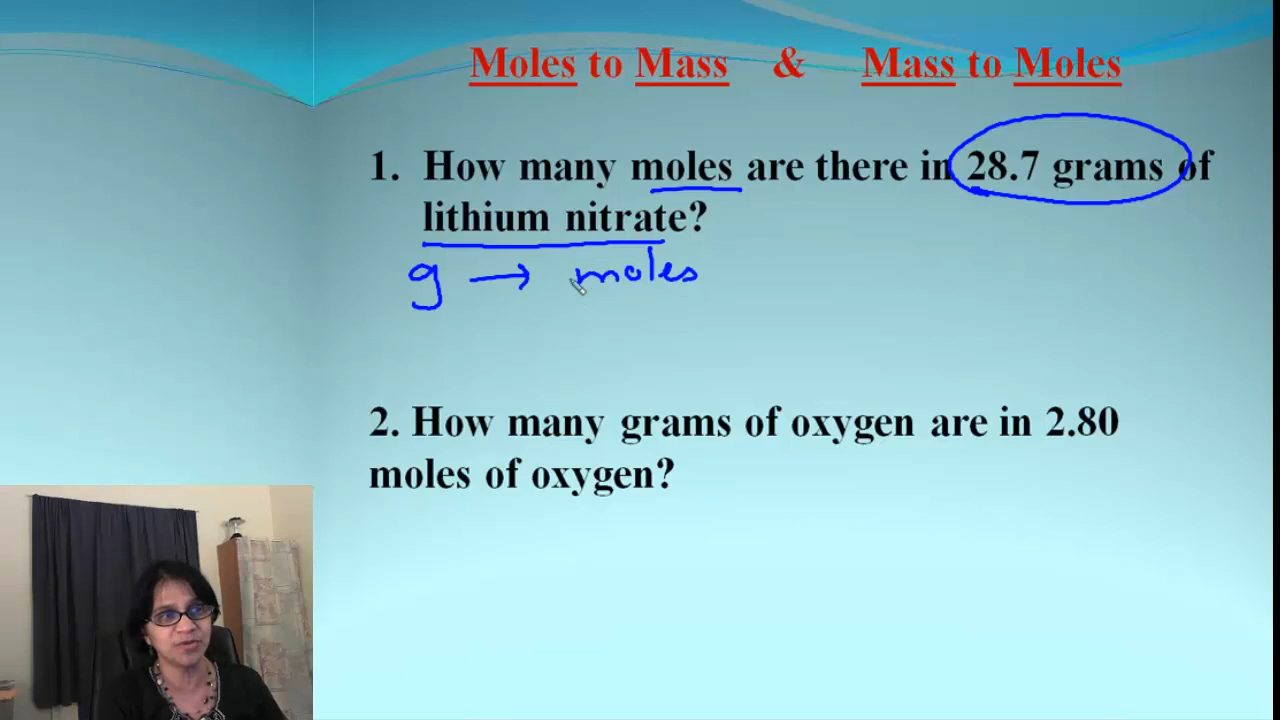 Moles to Mass & Mass to Moles
1. How many moles are there in 28.7 grams of
lithium nitrate?
g → moles
2. How many grams of oxygen are in 2.80
moles of oxygen?